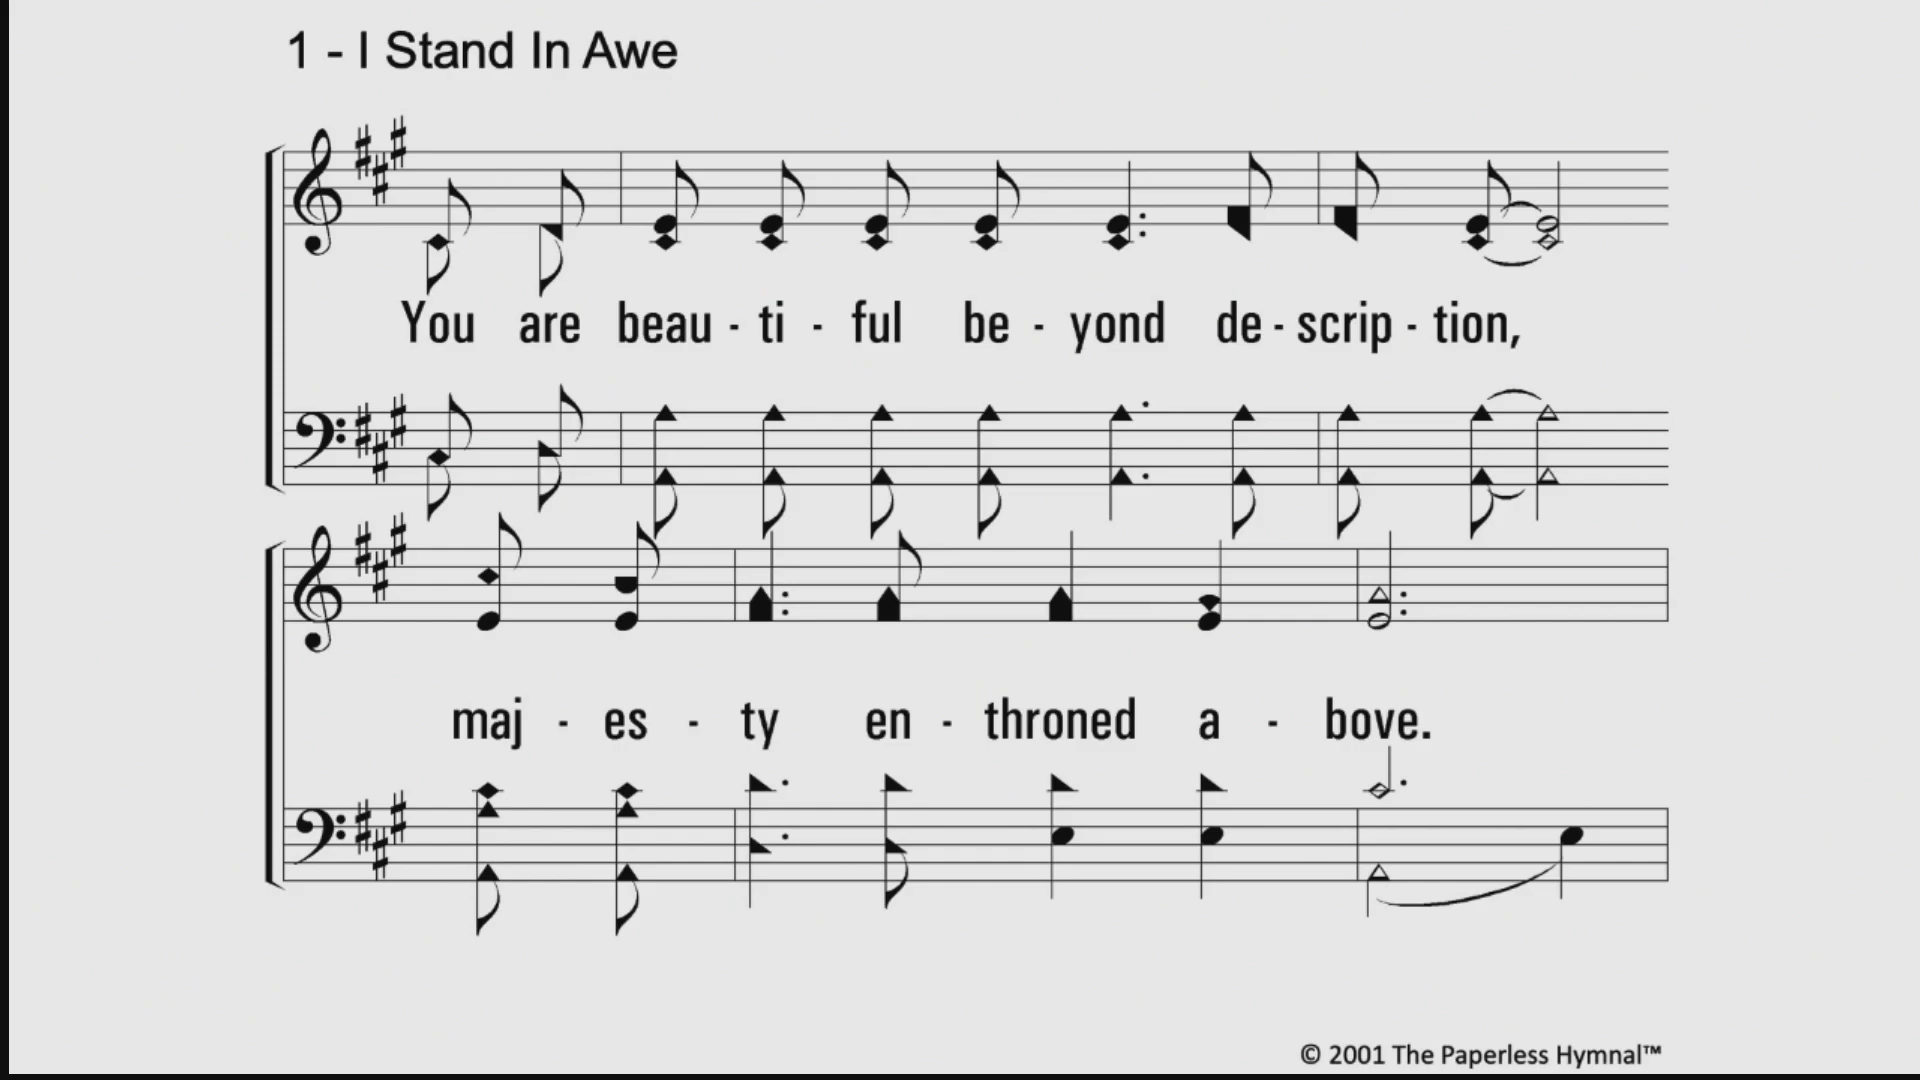 1 - I Stand In Awe
You are beau - ti - ful be - yond de - scrip - tion,
maj - es - ty en - throned a - bove.
© 2001 The Paperless Hymnal™